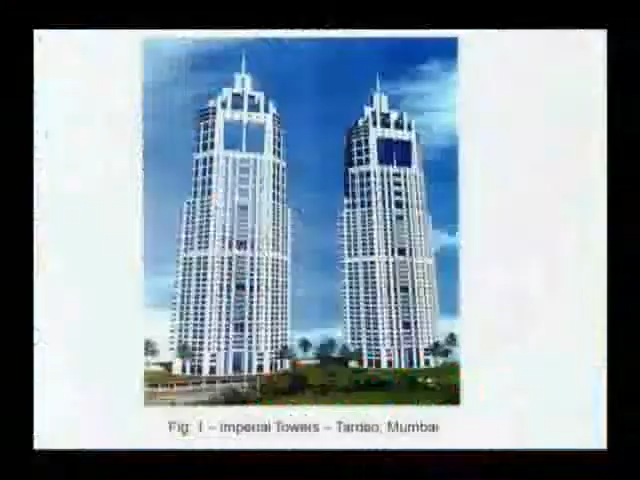 Fig: 1 – Imperial Towers – Tardeo, Mumbai